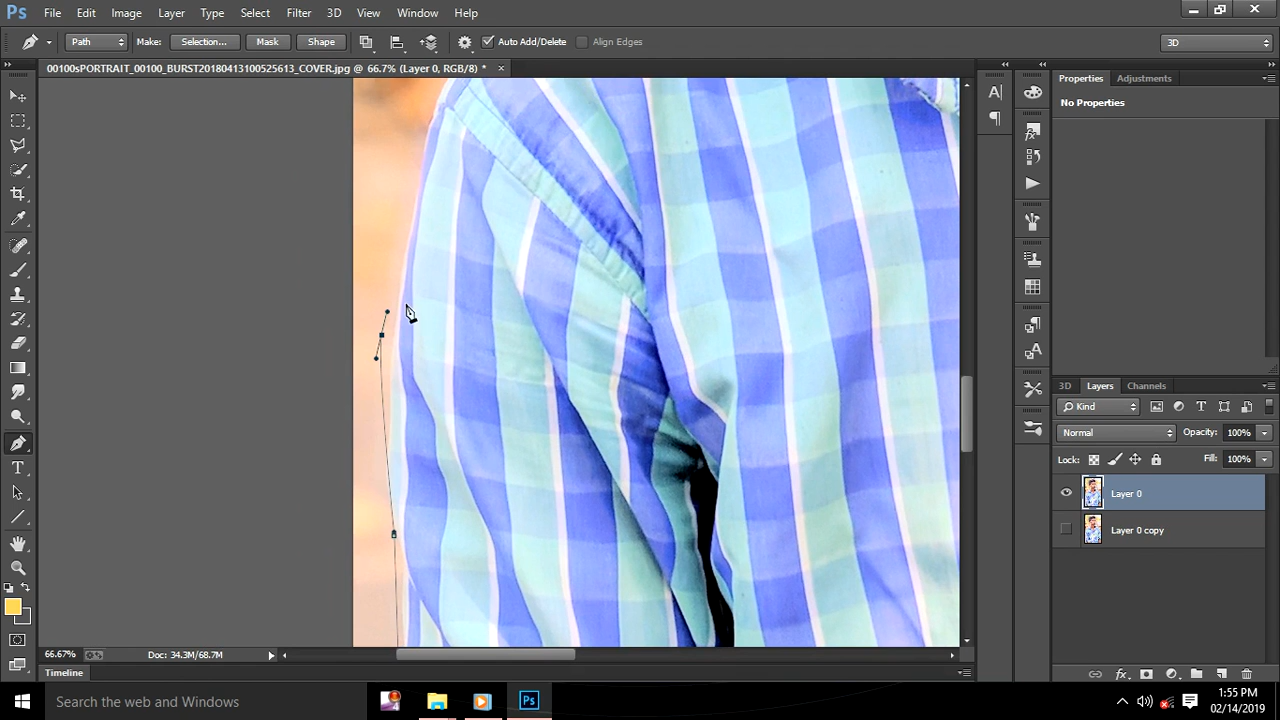 Ps File Edit Image Layer Type Select Filter 3D View Window Help
Path Make: Selection... Mask Shape Auto Add/Delete Align Edges 3D
00100sPORTRAIT_00100_BURST20180413100525613_COVER.jpg @ 66.7% (Layer 0, RGB/8) *
Properties Adjustments
No Properties
3D Layers Channels
Kind
Normal Opacity: 100%
Lock: Fill: 100%
Layer 0
Layer 0 copy
66.67% Doc: 34.3M/68.7M
Timeline
Search the web and Windows
Ps
1:55 PM
02/14/2019